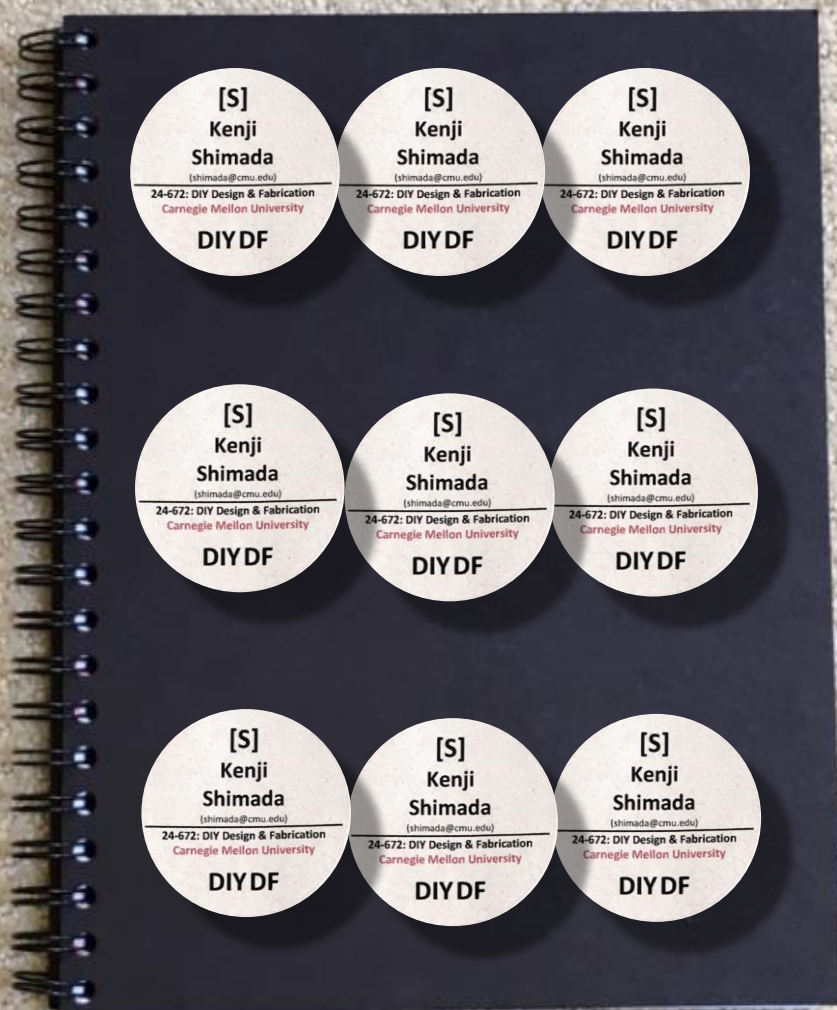 [S] [S] [S]
Kenji Kenji Kenji
Shimada Shimada Shimada
(shimada@cmu.edu) (shimada@cmu.edu) (shimada@cmu.edu)
24-672: DIY Design & Fabrication 24-672: DIY Design & Fabrication 24-672: DIY Design & Fabrication
Carnegie Mellon University Carnegie Mellon University Carnegie Mellon University
DIY DF DIY DF DIY DF
[S] [S] [S]
Kenji Kenji Kenji
Shimada Shimada Shimada
(shimada@cmu.edu) (shimada@cmu.edu) (shimada@cmu.edu)
24-672: DIY Design & Fabrication 24-672: DIY Design & Fabrication 24-672: DIY Design & Fabrication
Carnegie Mellon University Carnegie Mellon University Carnegie Mellon University
DIY DF DIY DF DIY DF
[S] [S] [S]
Kenji Kenji Kenji
Shimada Shimada Shimada
(shimada@cmu.edu) (shimada@cmu.edu) (shimada@cmu.edu)
24-672: DIY Design & Fabrication 24-672: DIY Design & Fabrication 24-672: DIY Design & Fabrication
Carnegie Mellon University Carnegie Mellon University Carnegie Mellon University
DIY DF DIY DF DIY DF